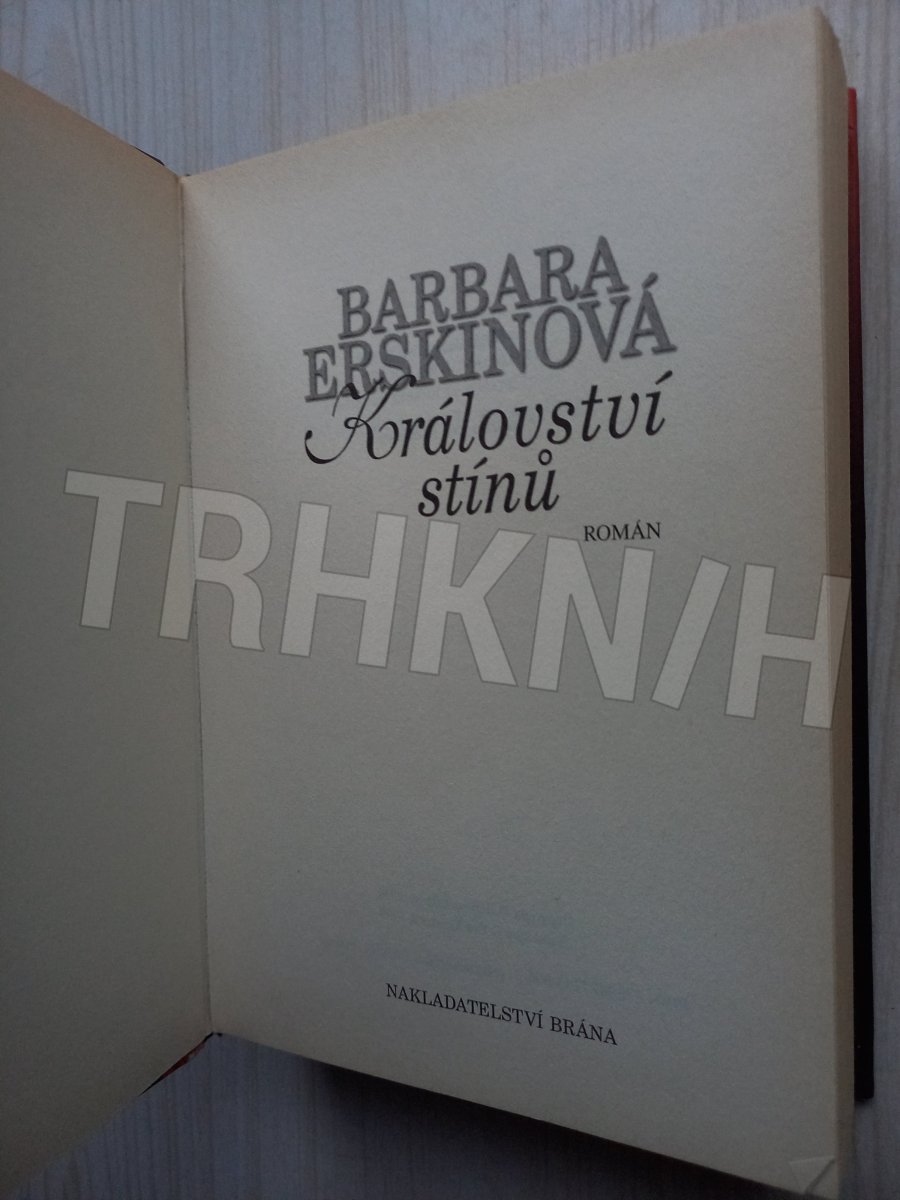 BARBARA
ERSKINOVÁ
Království
stínů
ROMÁN
TRHKNIH
NAKLADATELSTVÍ BRÁNA